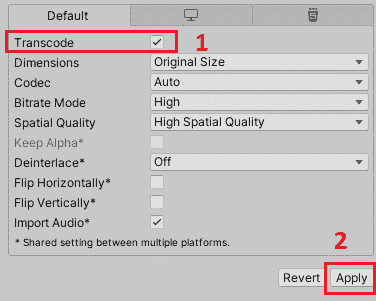 Default
Transcode 1
Dimensions Original Size
Codec Auto
Bitrate Mode High
Spatial Quality High Spatial Quality
Keep Alpha*
Deinterlace* Off
Flip Horizontally*
Flip Vertically*
Import Audio*
* Shared setting between multiple platforms.
2
Revert Apply